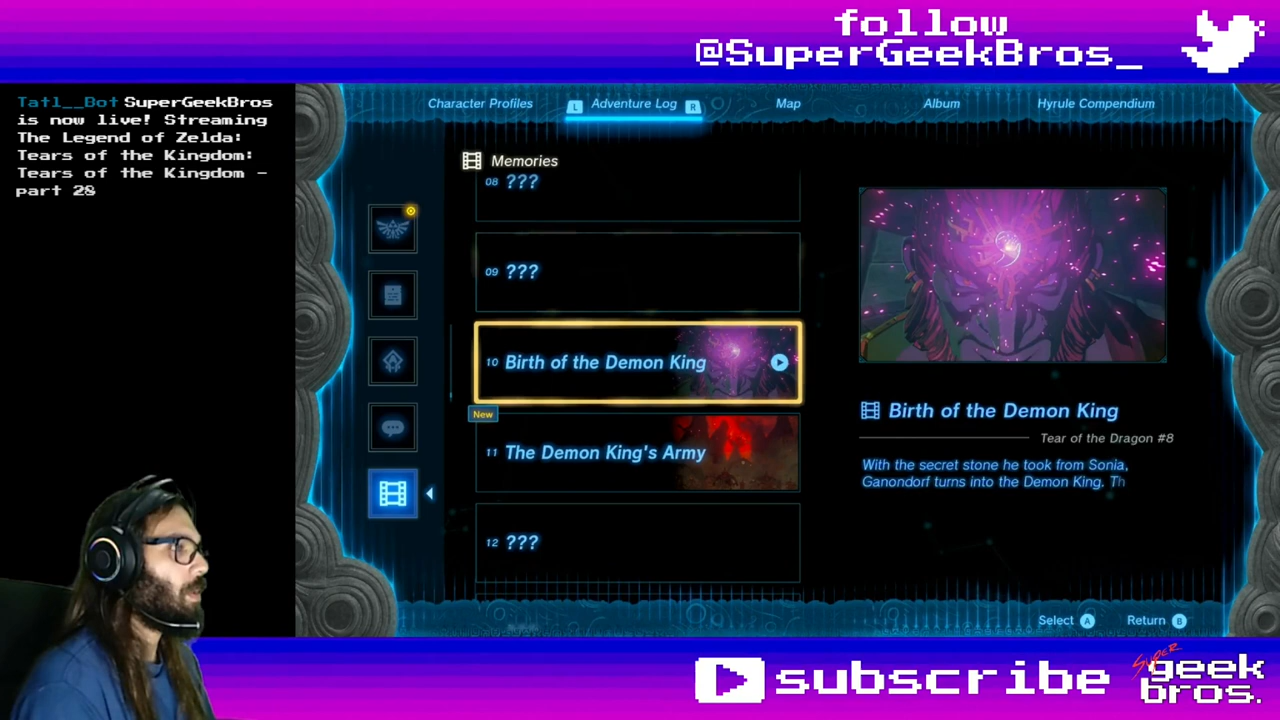 follow
@SuperGeekBros_
Tatl__Bot SuperGeekBros
is now live! Streaming
The Legend of Zelda:
Tears of the Kingdom:
Tears of the Kingdom -
part 28
Character Profiles
L Adventure Log R
Map
Album
Hyrule Compendium
Memories
08 ???
09 ???
10 Birth of the Demon King
New
11 The Demon King's Army
12 ???
Birth of the Demon King
Tear of the Dragon #8
With the secret stone he took from Sonia,
Ganondorf turns into the Demon King. Th
Select A
Return B
subscribe
SUPER
geek
bros.